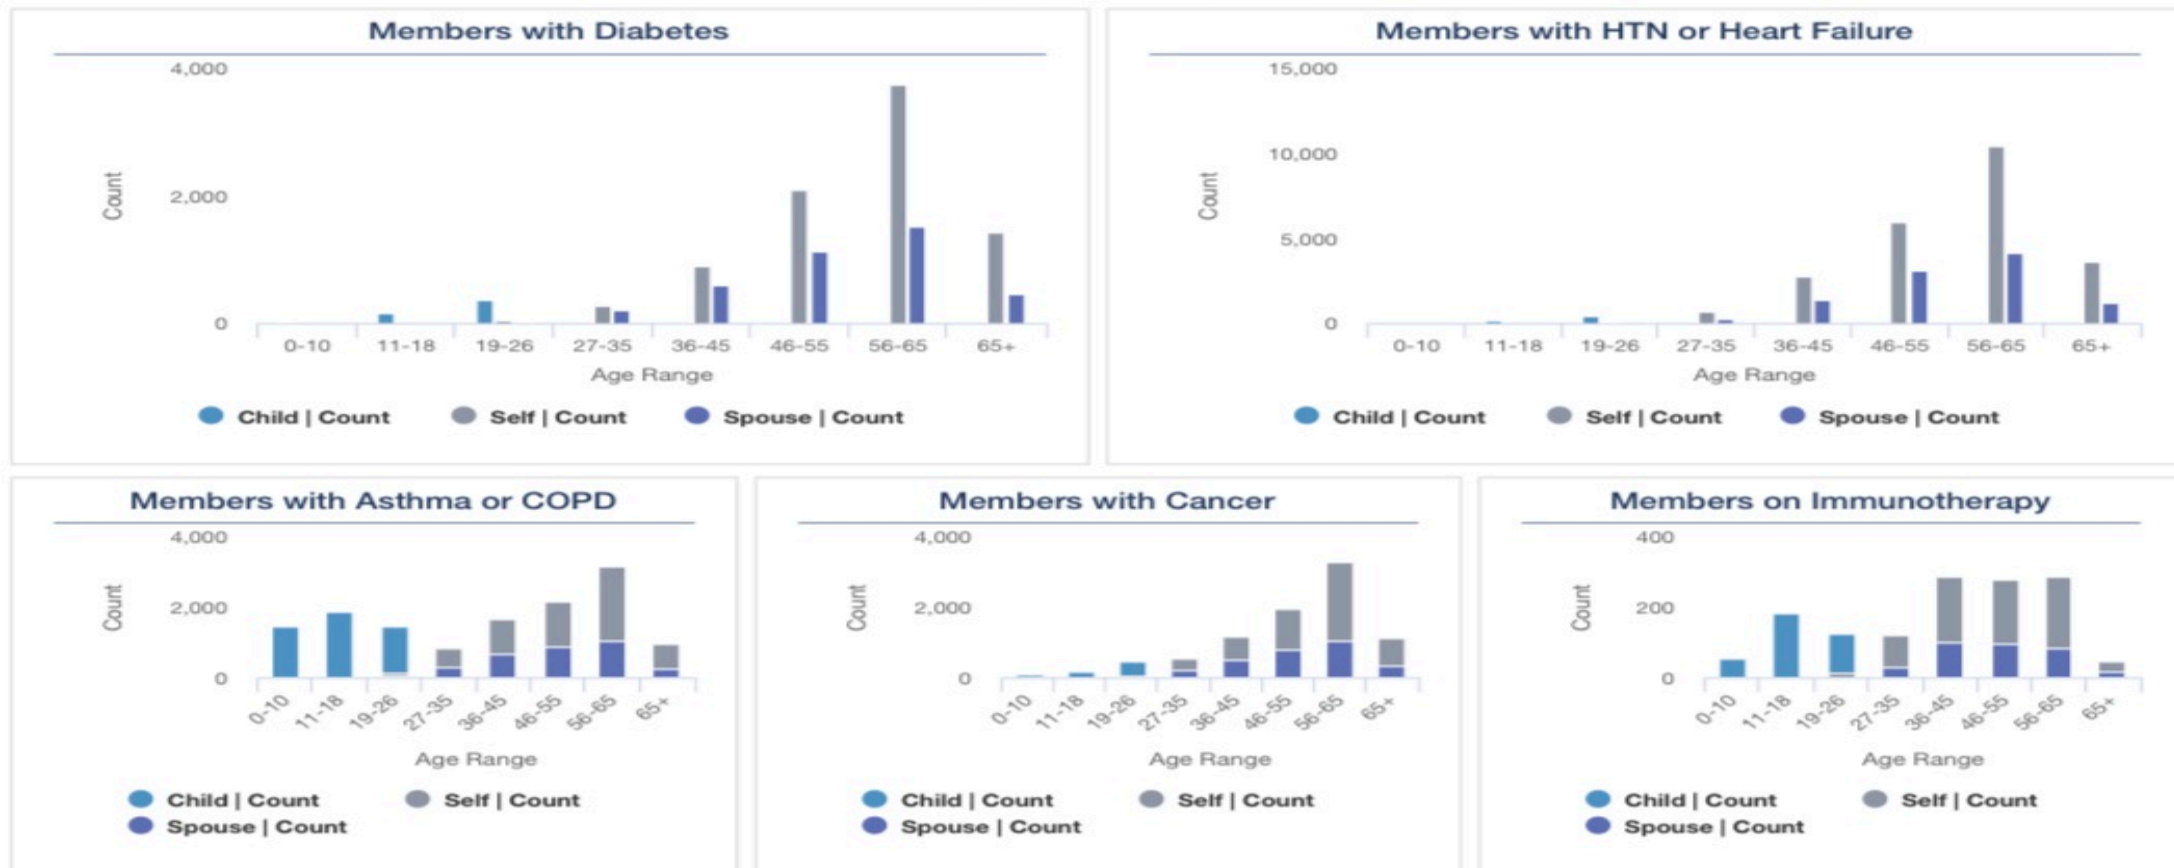 Members with Diabetes
4,000
2,000
0
Count
0-10 11-18 19-26 27-35 36-45 46-55 56-65 65+
Age Range
Child | Count Self | Count Spouse | Count
Members with HTN or Heart Failure
15,000
10,000
5,000
0
Count
0-10 11-18 19-26 27-35 36-45 46-55 56-65 65+
Age Range
Child | Count Self | Count Spouse | Count
Members with Asthma or COPD
4,000
2,000
0
Count
0-10 11-18 19-26 27-35 36-45 46-55 56-65 65+
Age Range
Child | Count Self | Count
Spouse | Count
Members with Cancer
4,000
2,000
0
Count
0-10 11-18 19-26 27-35 36-45 46-55 56-65 65+
Age Range
Child | Count Self | Count
Spouse | Count
Members on Immunotherapy
400
200
0
Count
0-10 11-18 19-26 27-35 36-45 46-55 56-65 65+
Age Range
Child | Count Self | Count
Spouse | Count